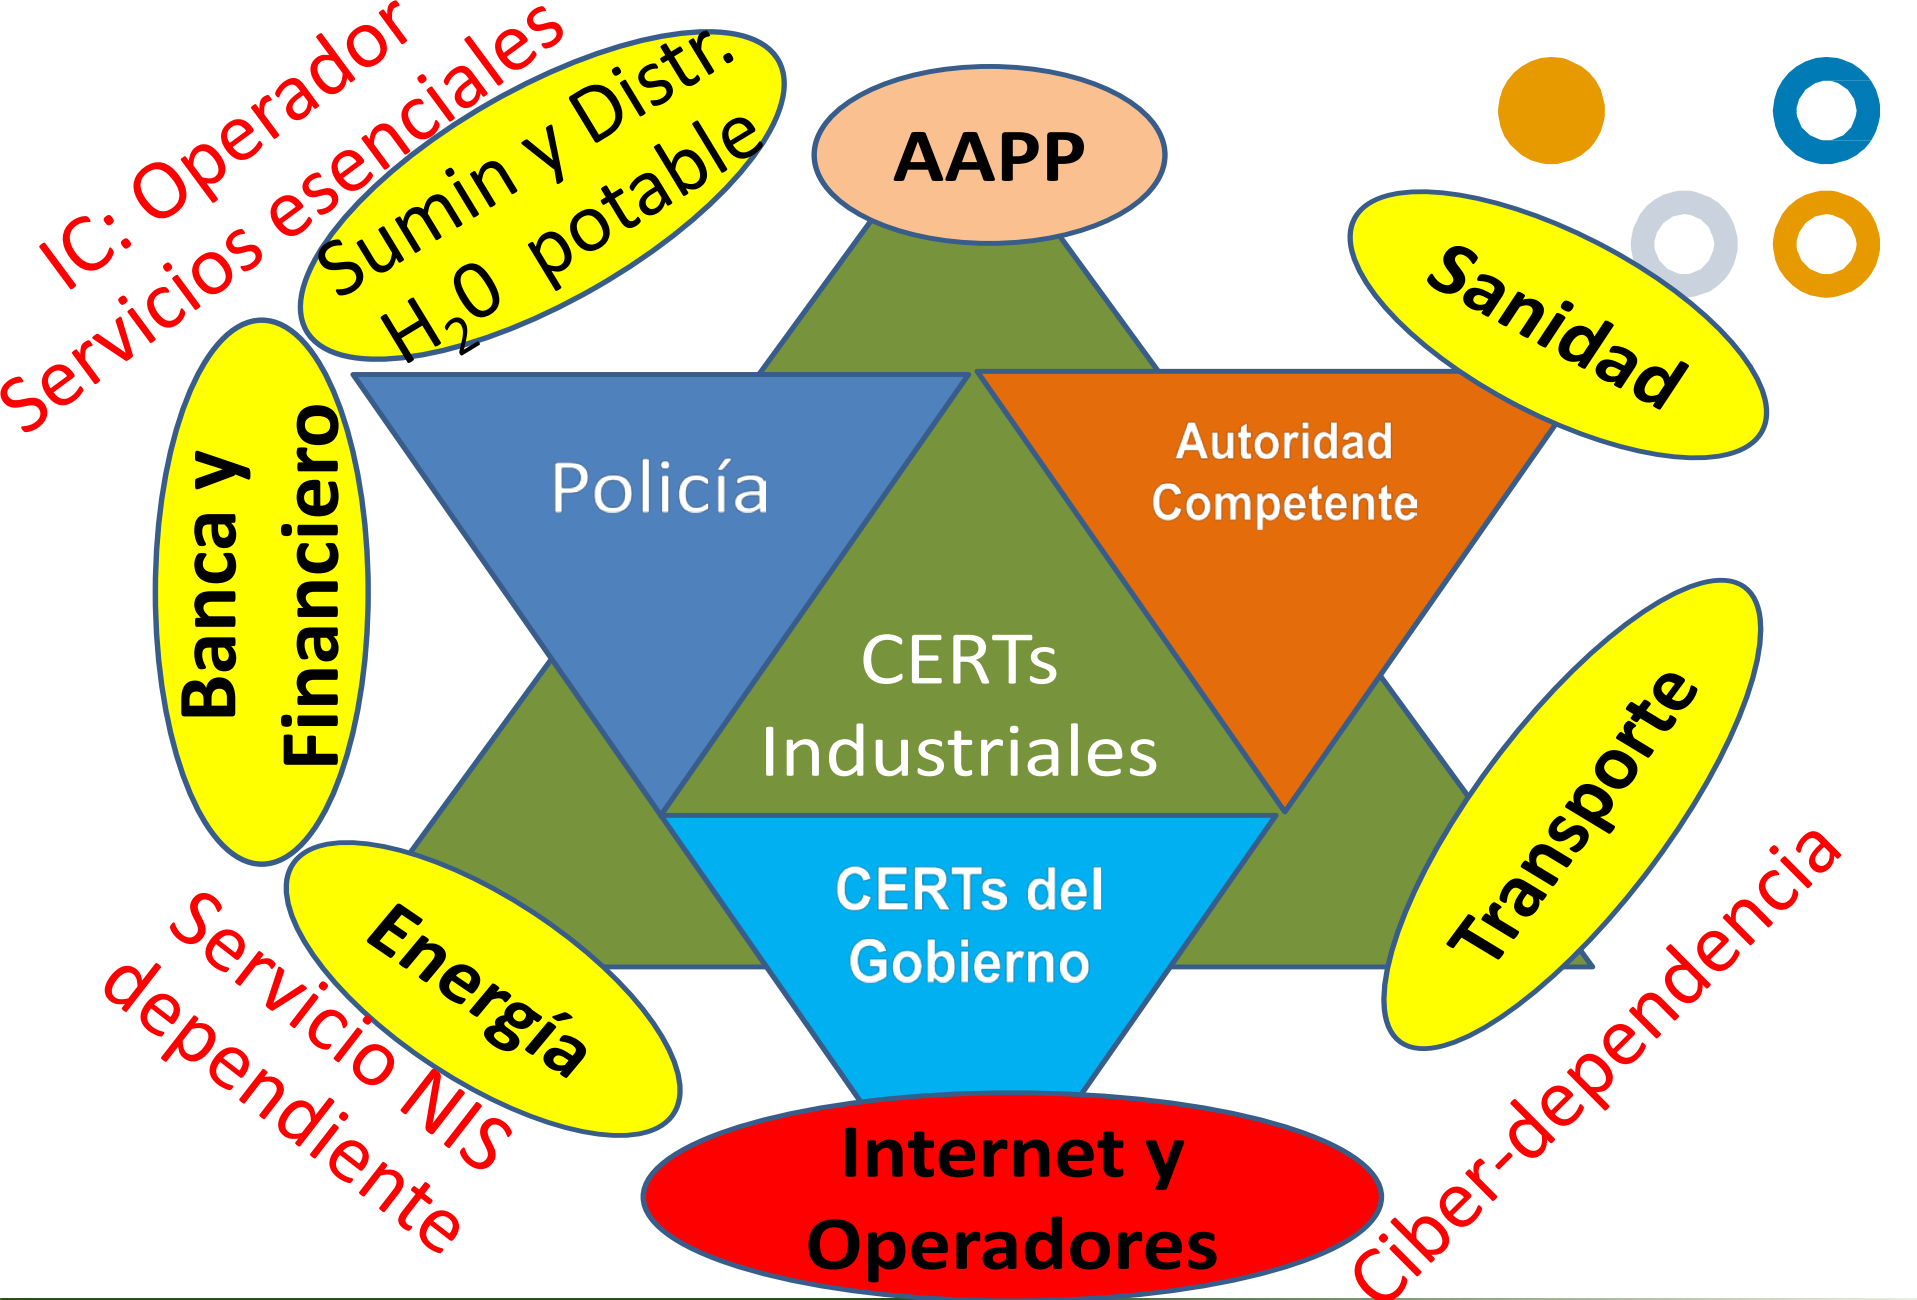 IC: Operador
Servicios esenciales
Sumin y Distr.
H₂0 potable
AAPP
Sanidad
Banca y
Financiero
Policía
Autoridad
Competente
CERTs
Industriales
Transporte
Energía
CERTs del
Gobierno
Servicio NIS
dependiente
Internet y
Operadores
Ciber-dependencia